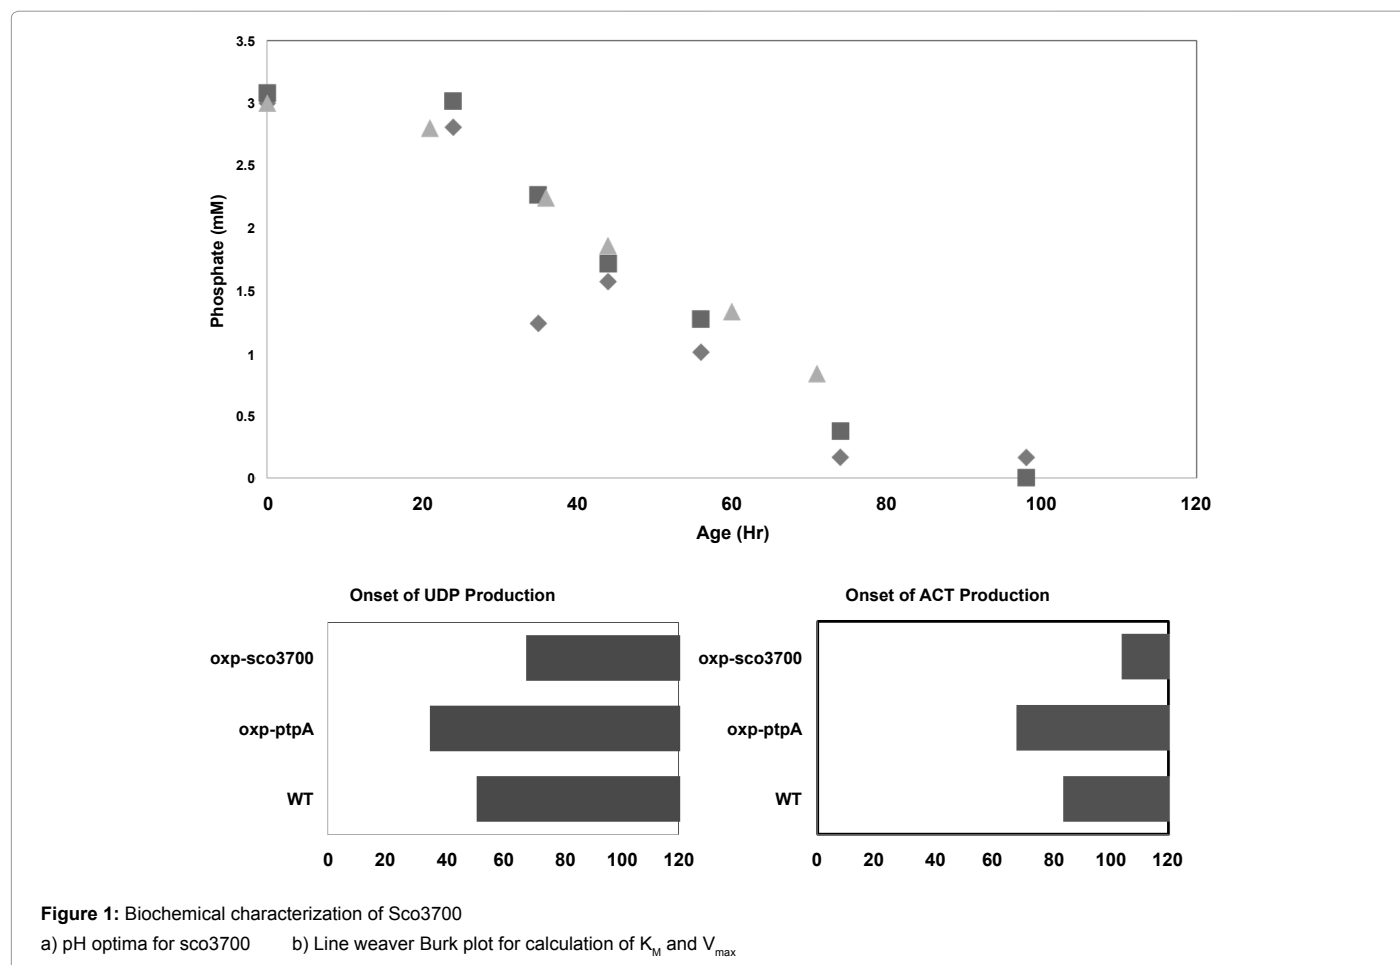 3.5
3
2.5
2
1.5
1
0.5
0
Phosphate (mM)
0 20 40 60 80 100 120
Age (Hr)
Onset of UDP Production
oxp-sco3700
oxp-ptpA
WT
0 20 40 60 80 100 120
Onset of ACT Production
oxp-sco3700
oxp-ptpA
WT
0 20 40 60 80 100 120
Figure 1: Biochemical characterization of Sco3700
a) pH optima for sco3700 b) Line weaver Burk plot for calculation of KM and Vmax